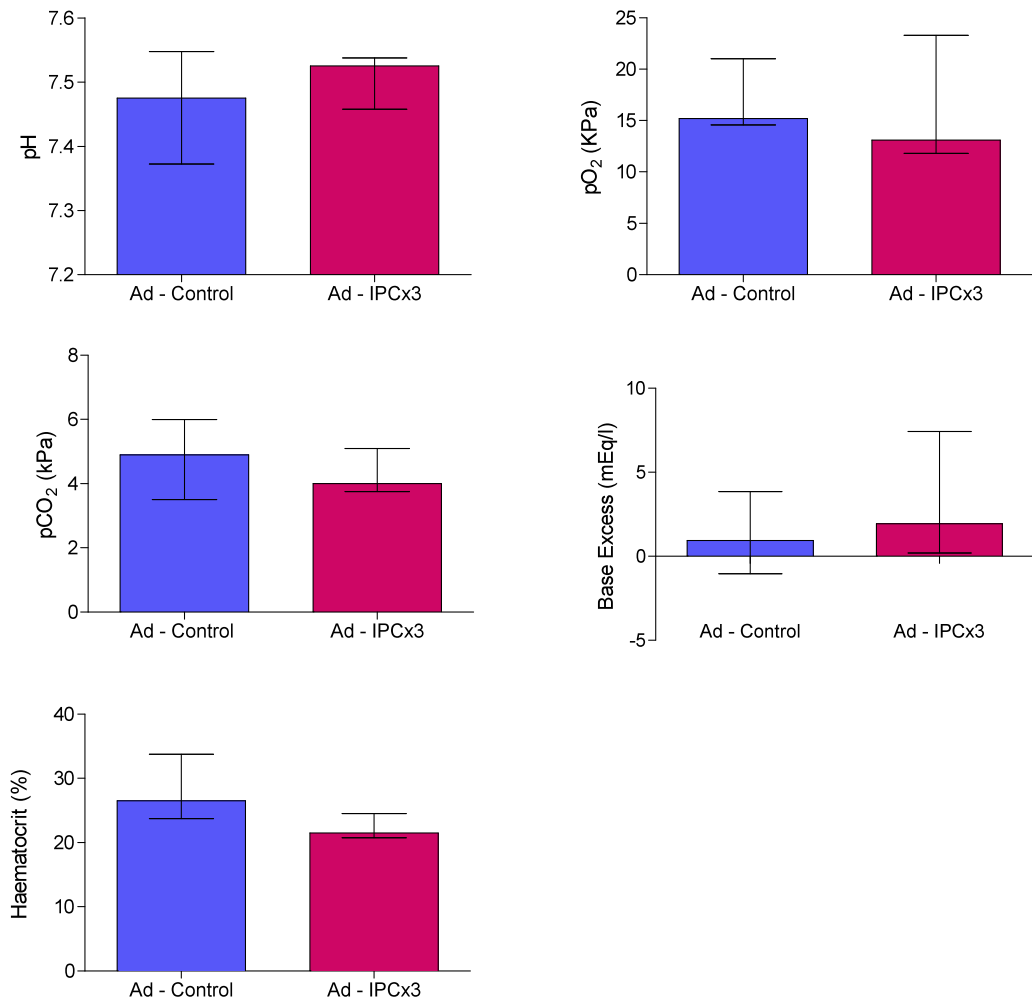 7.6
7.5
7.4
7.3
7.2
pH
Ad - Control
Ad - IPCx3
25
20
15
10
5
0
pO₂ (KPa)
Ad - Control
Ad - IPCx3
8
6
4
2
0
pCO₂ (kPa)
Ad - Control
Ad - IPCx3
10
5
0
-5
Base Excess (mEq/l)
Ad - Control
Ad - IPCx3
40
30
20
10
0
Haematocrit (%)
Ad - Control
Ad - IPCx3